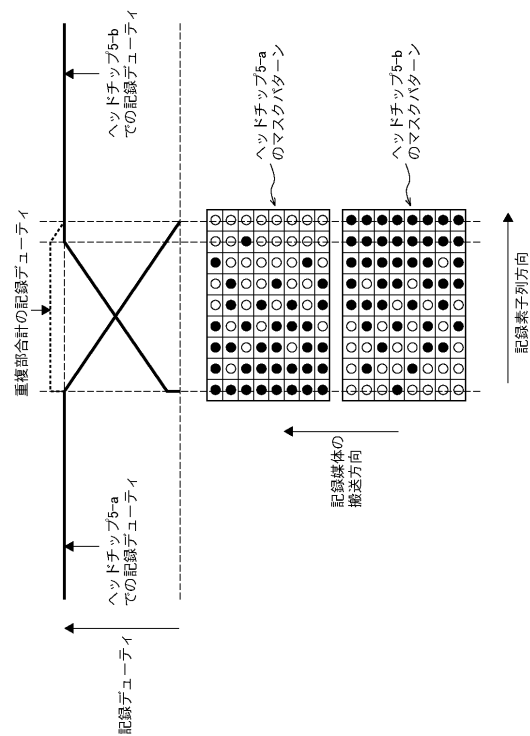 重複部合計の記録デューティ
ヘッドチップ5-a
での記録デューティ
ヘッドチップ5-b
での記録デューティ
記録デューティ
ヘッドチップ5-a
のマスクパターン
ヘッドチップ5-b
のマスクパターン
記録媒体の
搬送方向
記録素子列方向